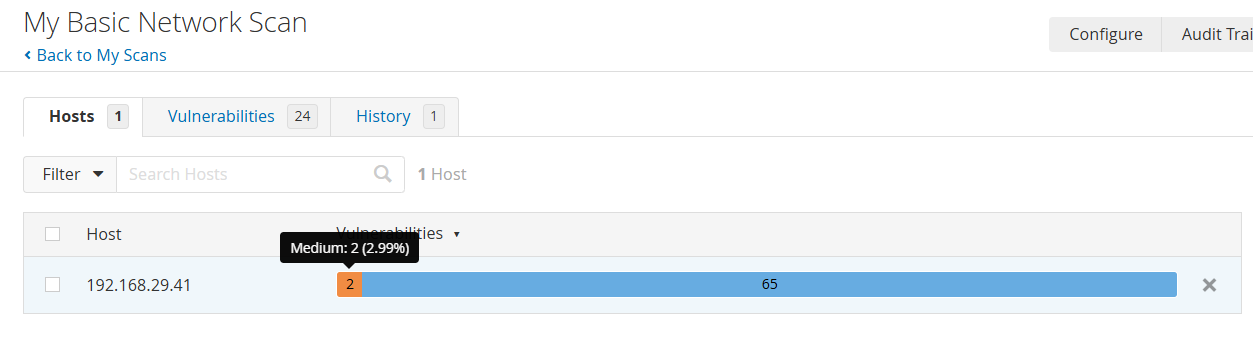 My Basic Network Scan
Configure
Audit Trai
Back to My Scans
Hosts 1
Vulnerabilities 24
History 1
Filter
Search Hosts
1 Host
Host
Vulnerabilities
Medium: 2 (2.99%)
192.168.29.41
2
65